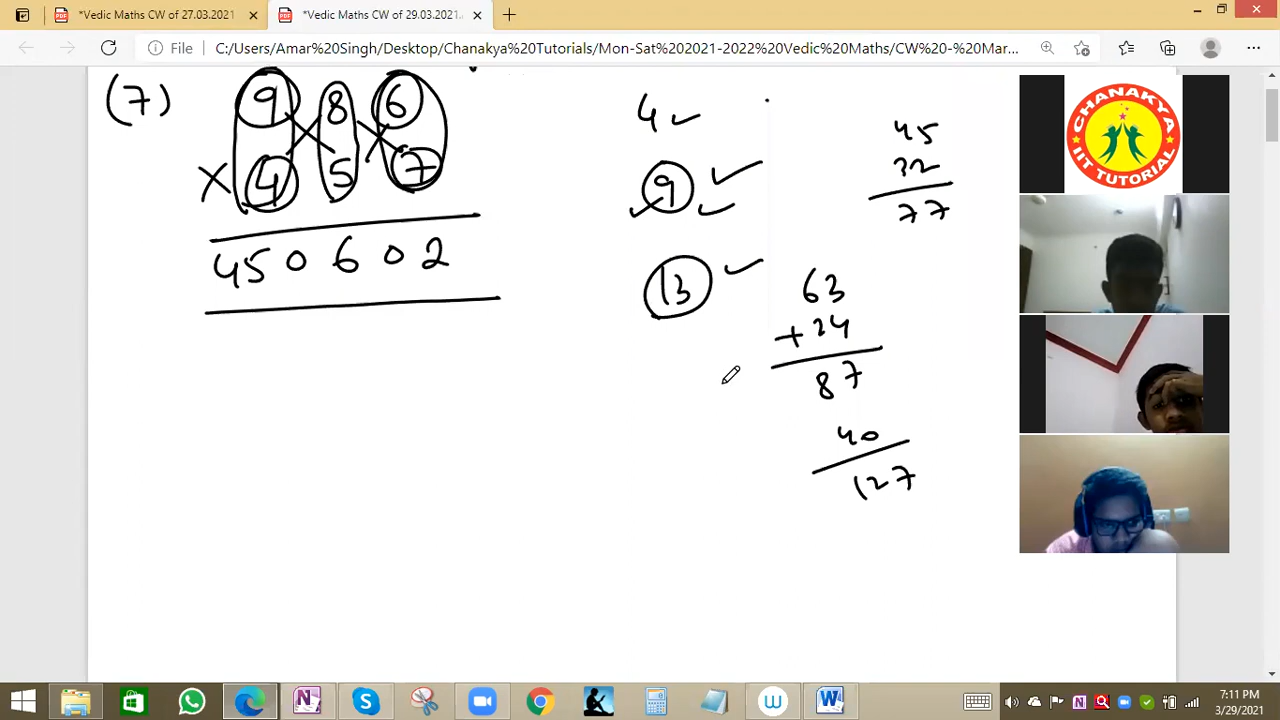 *Vedic Maths CW of 27.03.2021
*Vedic Maths CW of 29.03.2021.
File
C:/Users/Amar%20Singh/Desktop/Chanakya%20Tutorials/Mon-Sat%202021-2022%20Vedic%20Maths/CW%20-%20Mar...
(7) 9 8 6
× 4 5 7
450602
4
9
13
45
32
77
63
+24
87
40
127
CHANAKYA
IIT TUTORIAL
W
W
7:11 PM
3/29/2021